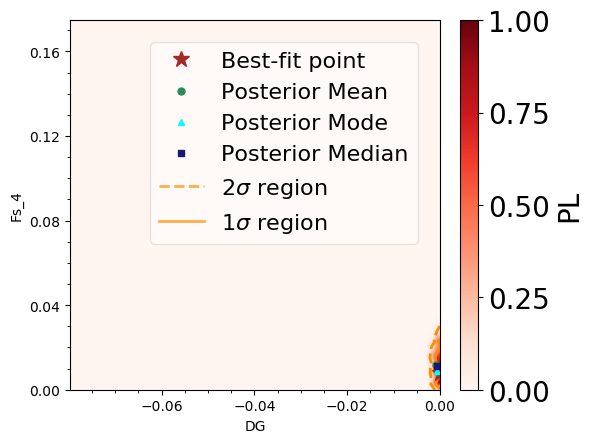 Best-fit point
Posterior Mean
Posterior Mode
Posterior Median
2σ region
1σ region
0.16
0.12
0.08
0.04
0.00
Fs_4
−0.06
−0.04
−0.02
0.00
DG
1.00
0.75
0.50
0.25
0.00
PL